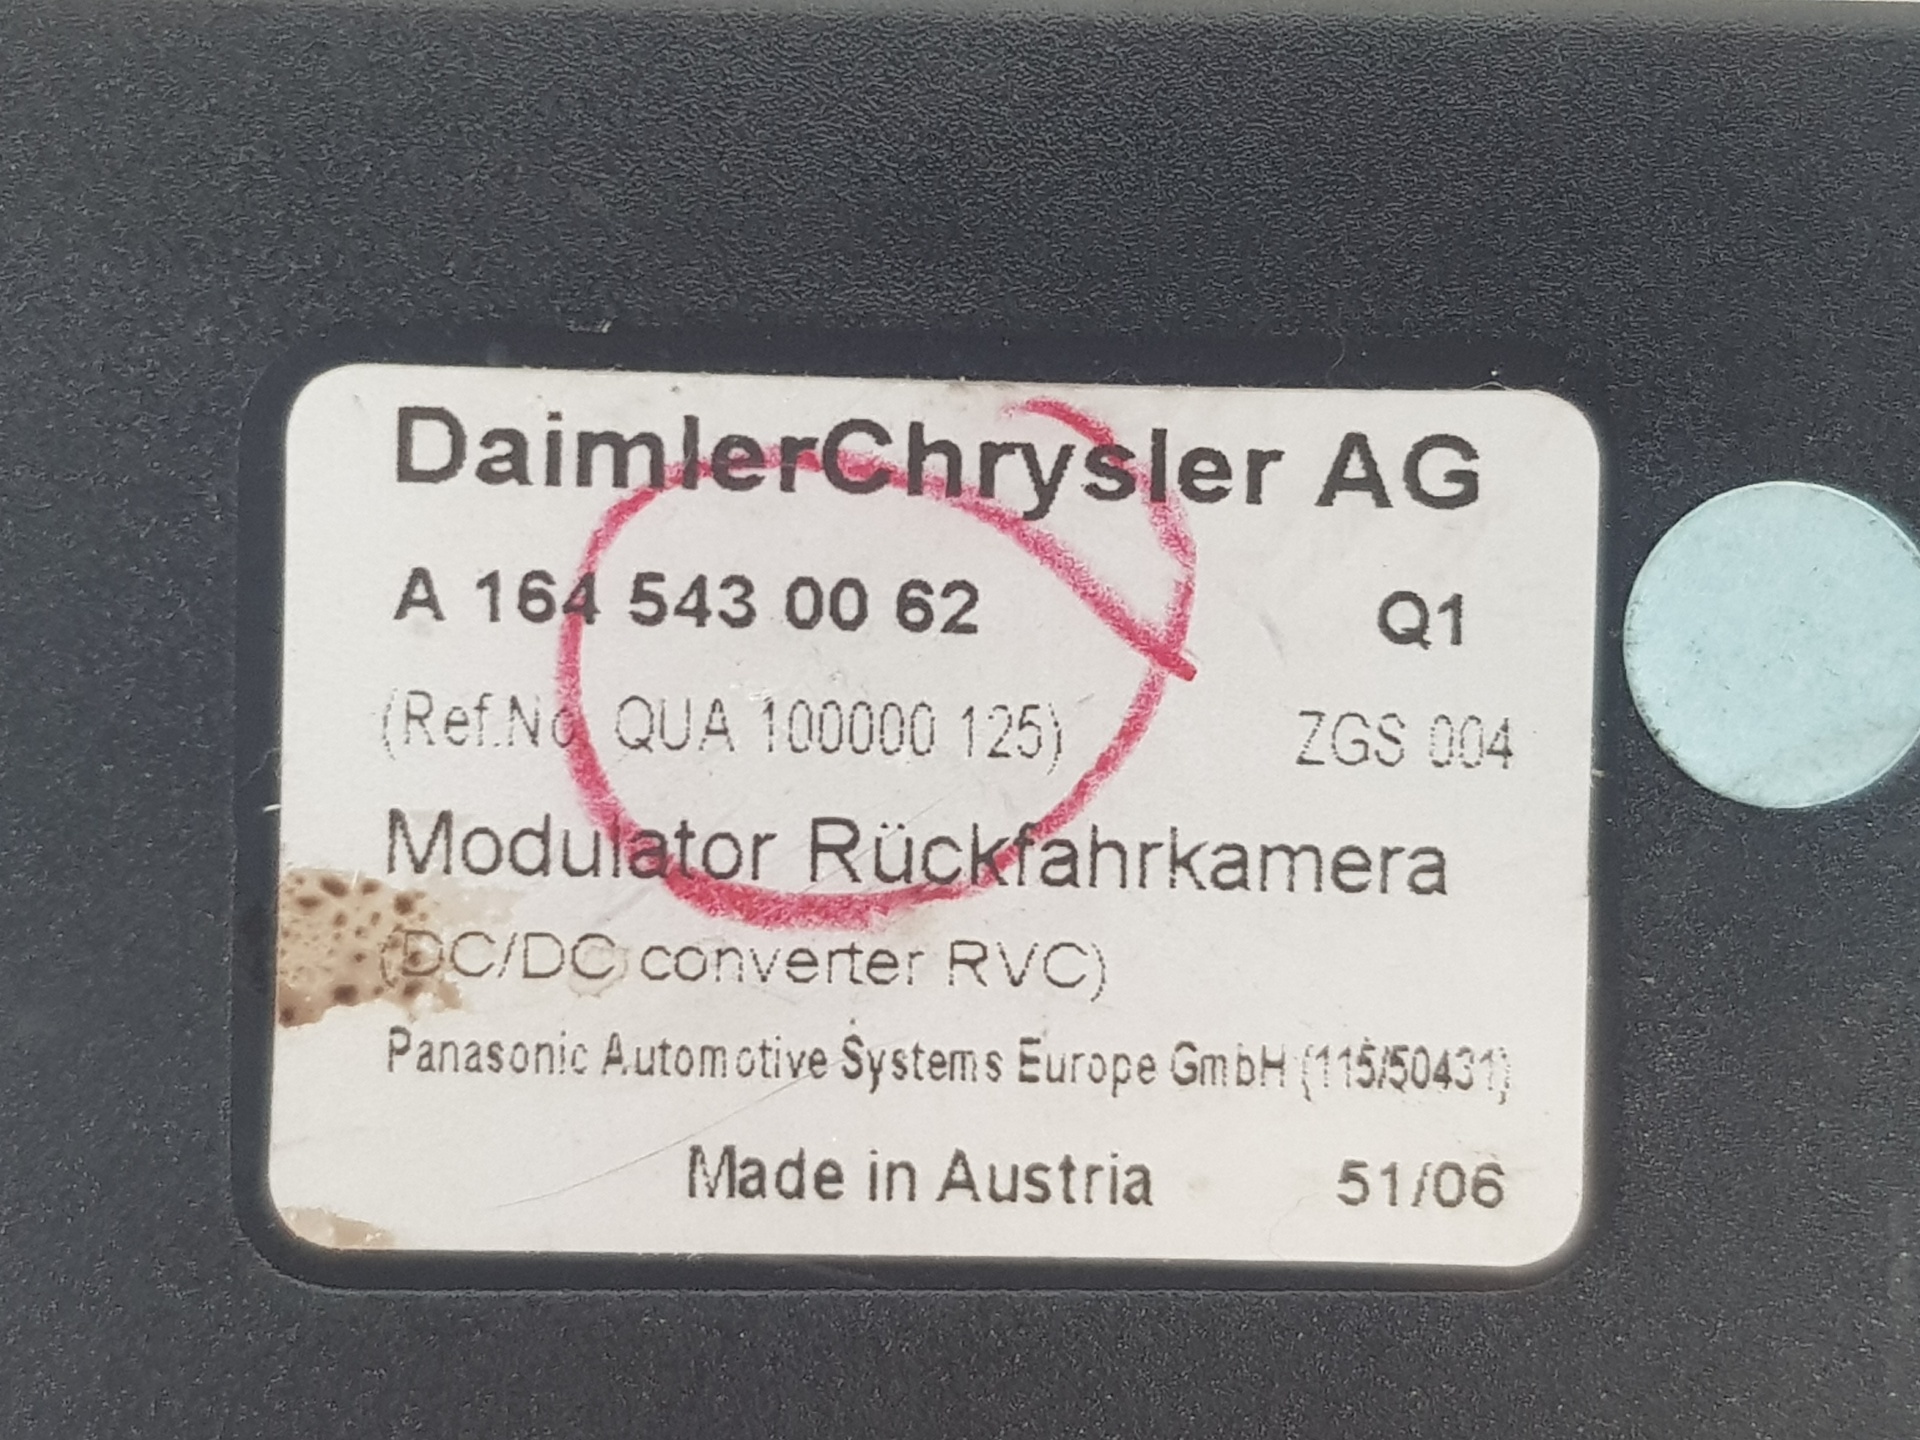 DaimlerChrysler AG
A 164 543 00 62 Q1
(Ref.No. QUA 100000 125) ZGS 004
Modulator Rückfahrkamera
(DC/DC converter RVC)
Panasonic Automotive Systems Europe GmbH (115/50431)
Made in Austria 51/06